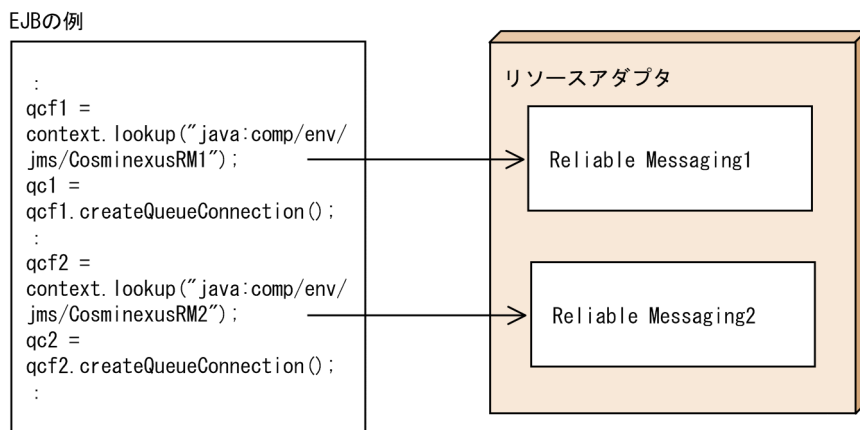 EJBの例
:
qcf1 =
context.lookup("java:comp/env/
jms/CosminexusRM1");
qc1 =
qcf1.createQueueConnection();
:
qcf2 =
context.lookup("java:comp/env/
jms/CosminexusRM2");
qc2 =
qcf2.createQueueConnection();
:
リソースアダプタ
Reliable Messaging1
Reliable Messaging2